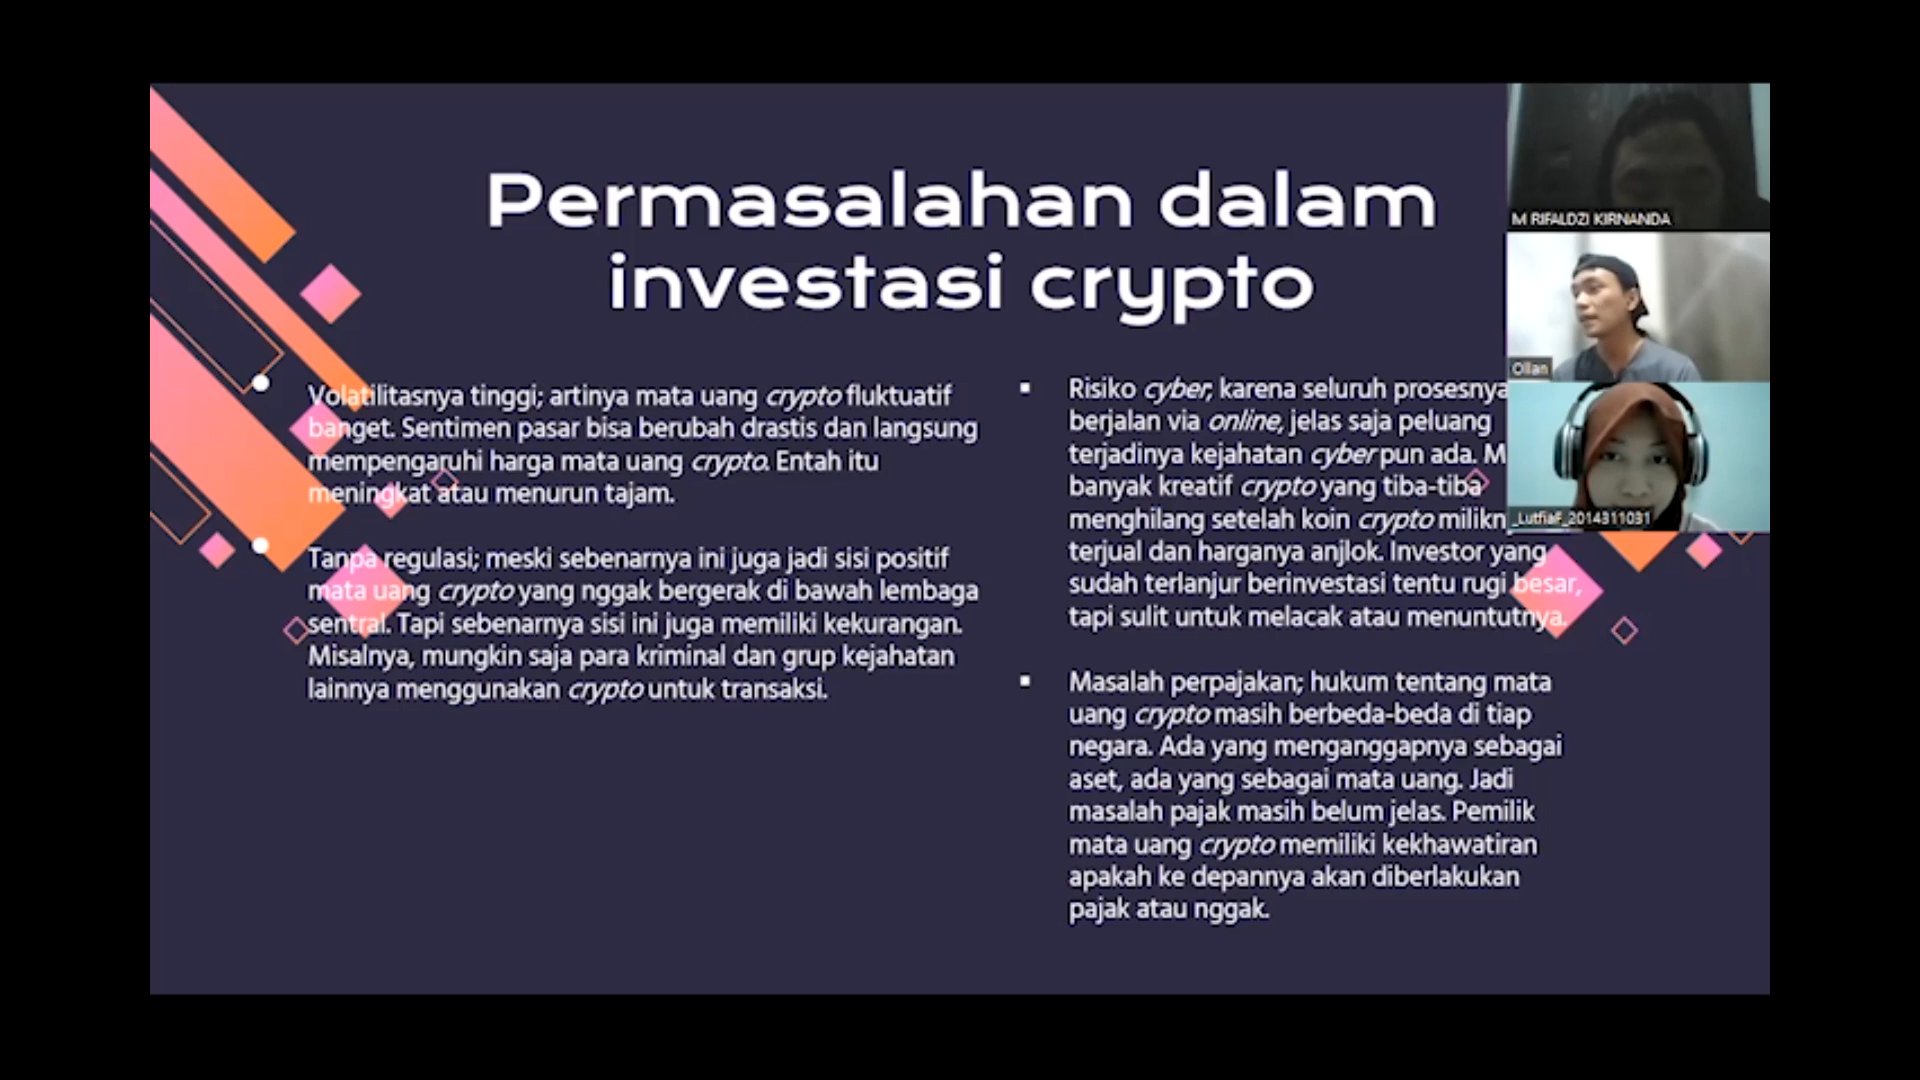 Permasalahan dalam
investasi crypto
Volatilitasnya tinggi; artinya mata uang crypto fluktuatif
banget. Sentimen pasar bisa berubah drastis dan langsung
mempengaruhi harga mata uang crypto. Entah itu
meningkat atau menurun tajam.
Tanpa regulasi; meski sebenarnya ini juga jadi sisi positif
mata uang crypto yang nggak bergerak di bawah lembaga
sentral. Tapi sebenarnya sisi ini juga memiliki kekurangan.
Misalnya, mungkin saja para kriminal dan grup kejahatan
lainnya menggunakan crypto untuk transaksi.
▪ Risiko cyber; karena seluruh prosesnya
berjalan via online, jelas saja peluang
terjadinya kejahatan cyber pun ada.
banyak kreatif crypto yang tiba-tiba
menghilang setelah koin crypto
terjual dan harganya anjlok. Investor yang
sudah terlanjur berinvestasi tentu rugi besar,
tapi sulit untuk melacak atau menuntutnya.
▪ Masalah perpajakan; hukum tentang mata
uang crypto masih berbeda-beda di tiap
negara. Ada yang menganggapnya sebagai
aset, ada yang sebagai mata uang. Jadi
masalah pajak masih belum jelas. Pemilik
mata uang crypto memiliki kekhawatiran
apakah ke depannya akan diberlakukan
pajak atau nggak.
M RIFALDZI KIRNANDA
Ollan
_LutfiaF_2014311031